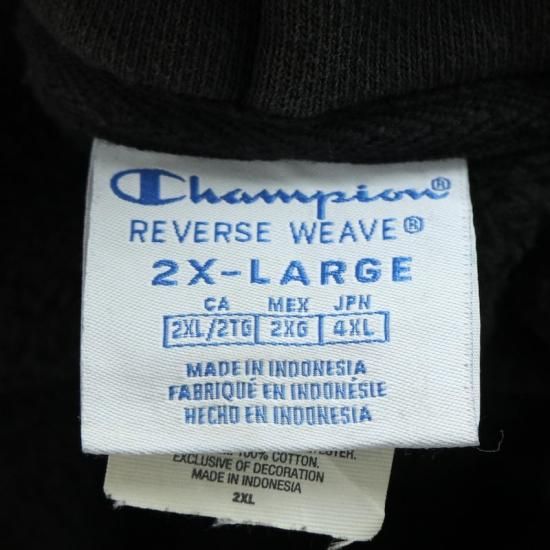 Champion®
REVERSE WEAVE®
2X-LARGE
CA MEX JPN
2XL/2TG 2XG 4XL
MADE IN INDONESIA
FABRIQUÉ EN INDONÉSIE
HECHO EN INDONESIA
100% COTTON.
EXCLUSIVE OF DECORATION
MADE IN INDONESIA
2XL